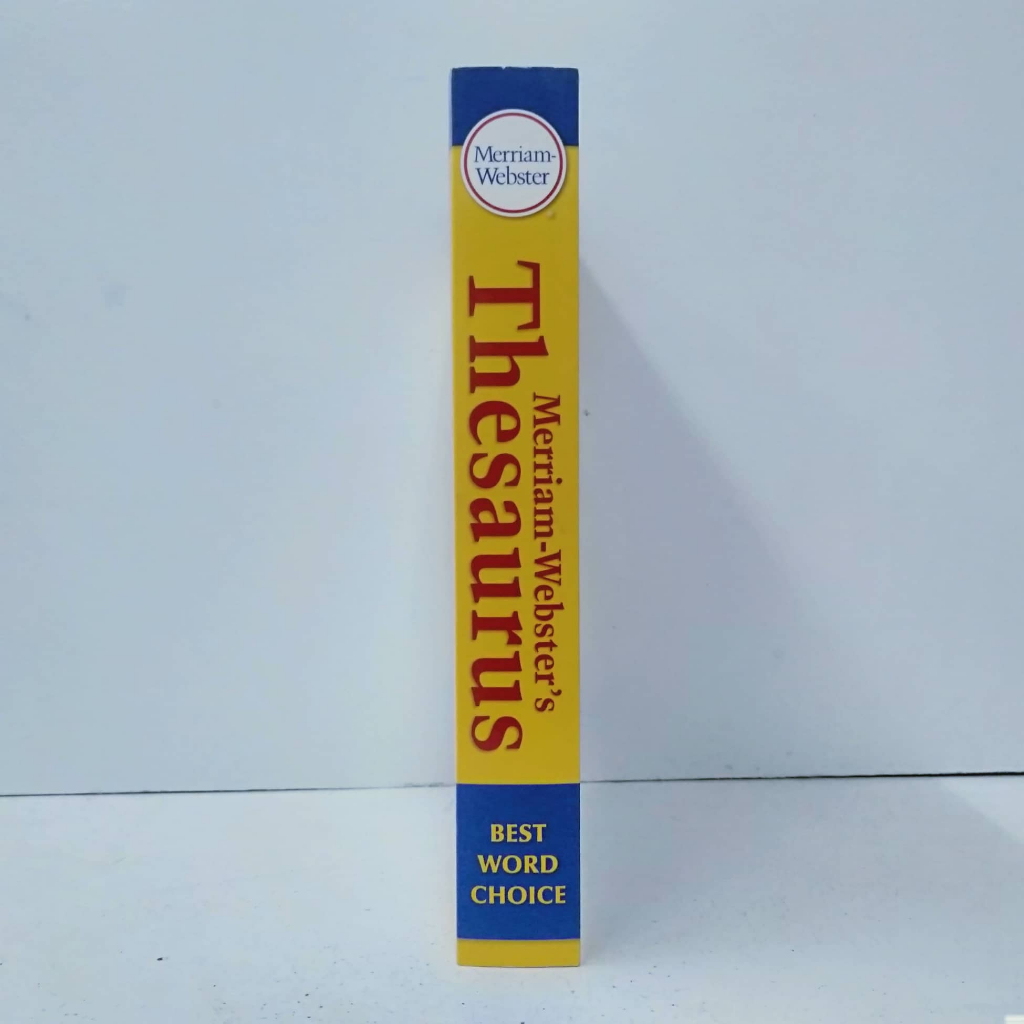 Merriam-
Webster
Merriam-Webster's
Thesaurus
BEST
WORD
CHOICE